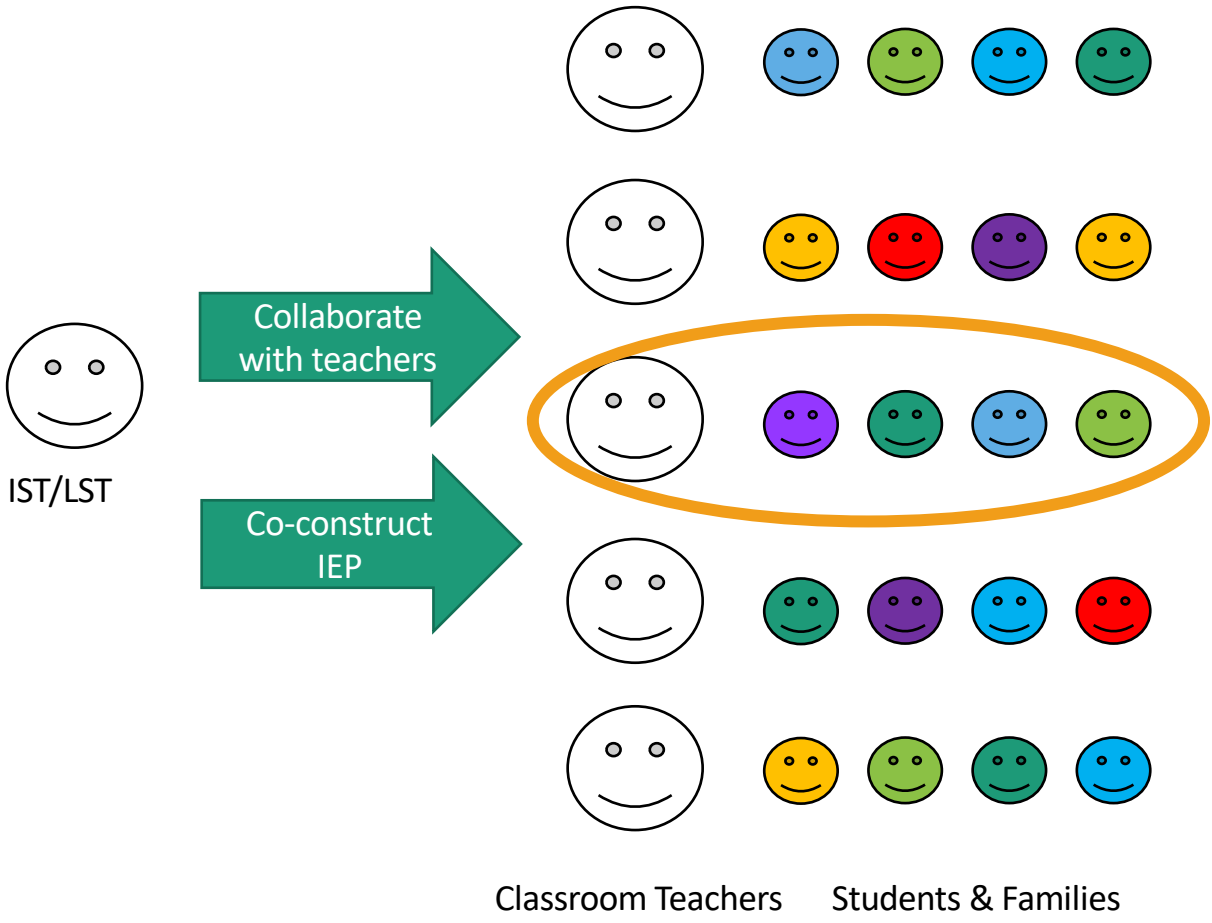 Collaborate
with teachers
IST/LST
Co-construct
IEP
Classroom Teachers
Students & Families